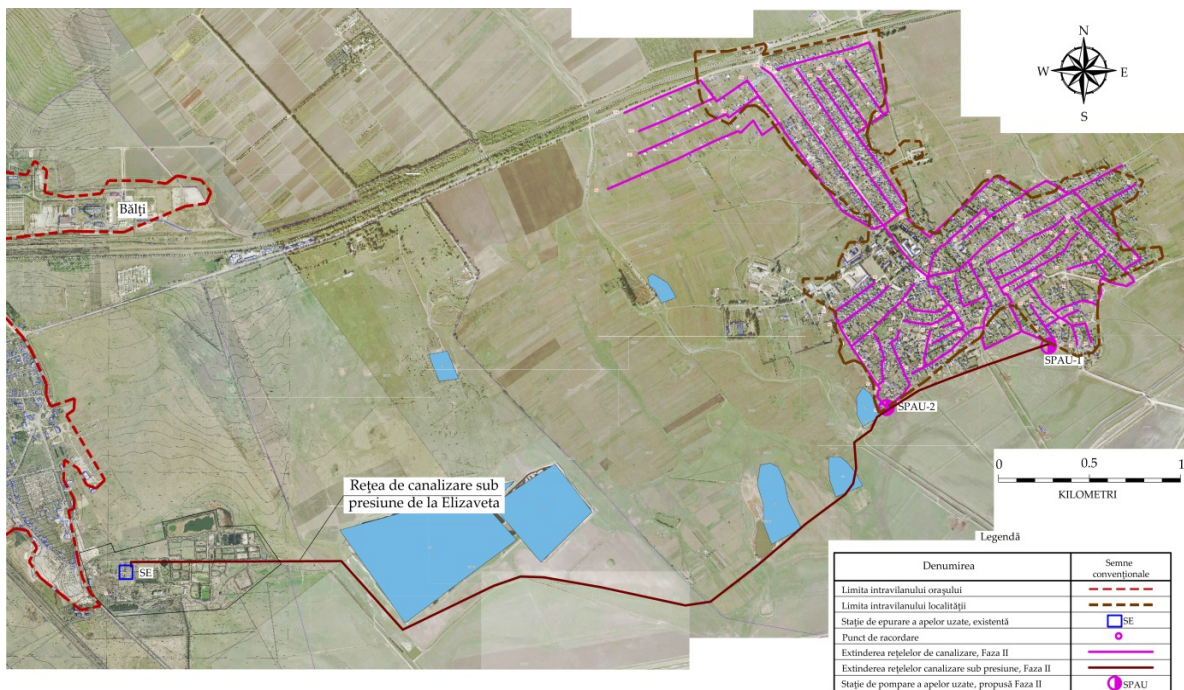 N
W E
S
Bălți
SPAU-1
SPAU-2
0 0.5 1
KILOMETRI
Rețea de canalizare sub
presiune de la Elizaveta
SE
Legendă
Denumirea
Semne
convenționale
Limita intravilanului orașului
Limita intravilanului localității
Stație de epurare a apelor uzate, existentă
SE
Punct de racordare
Extinderea rețelelor de canalizare, Faza II
Extinderea rețelelor canalizare sub presiune, Faza II
Stație de pompare a apelor uzate, propusă Faza II
SPAU